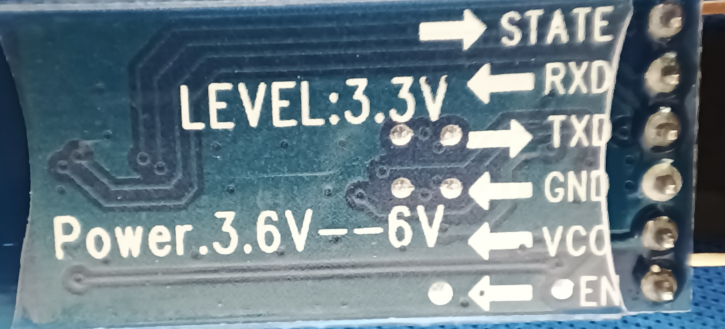 STATE
RXD
LEVEL:3.3V
TXD
GND
Power.3.6V--6V
VCC
EN